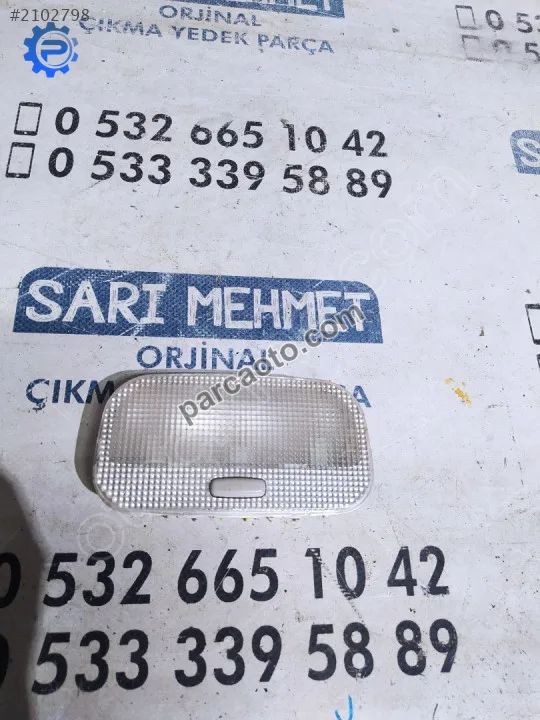 #2102798
MEHMET
ORJİNAL
ÇIKMA YEDEK PARÇA
0 532 665 10 42
0 533 339 58 89
SARI MEHMET
ORJİNAL
ÇIKMA
parcaoto.com
0 532 665 10 42
0 533 339 58 89